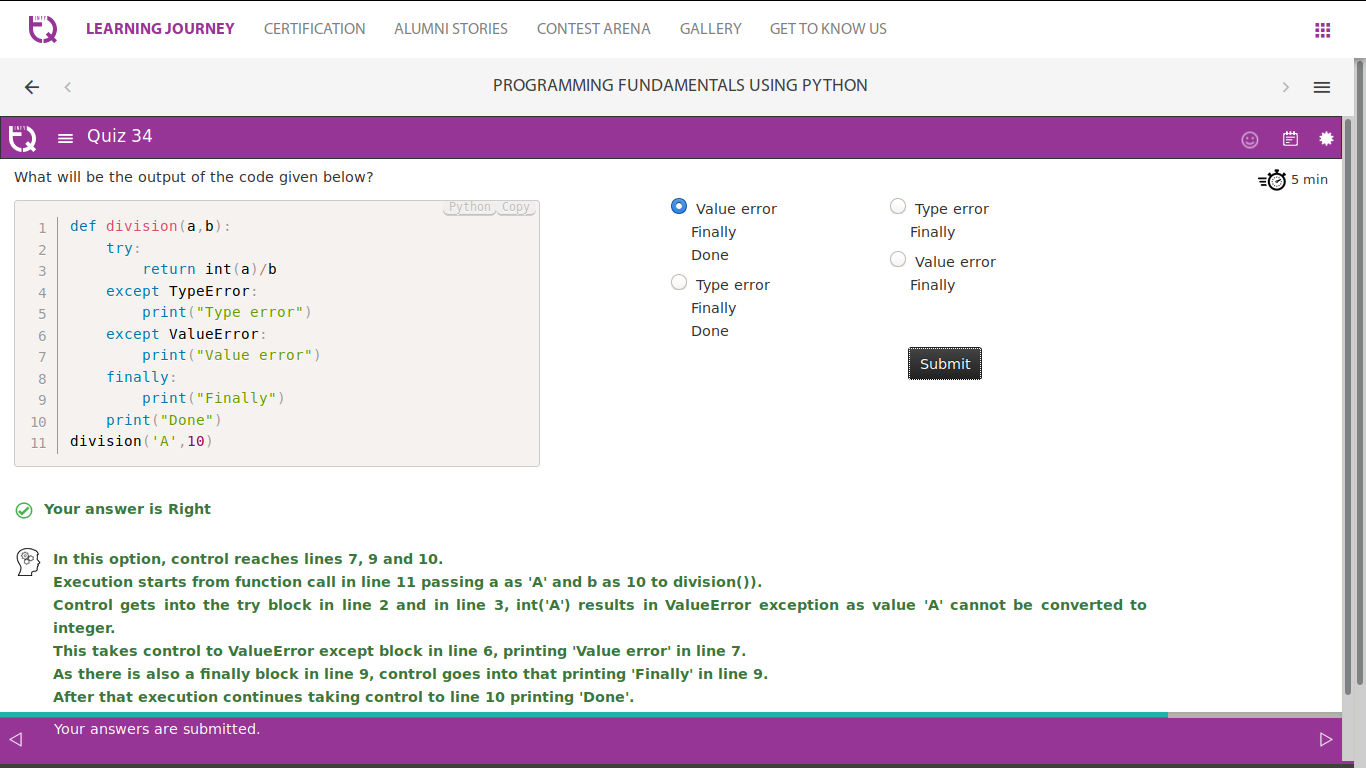 INFY TQ
LEARNING JOURNEY CERTIFICATION ALUMNI STORIES CONTEST ARENA GALLERY GET TO KNOW US
PROGRAMMING FUNDAMENTALS USING PYTHON
INFY TQ Quiz 34
What will be the output of the code given below?
5 min
Python Copy
1 def division(a,b):
2 try:
3 return int(a)/b
4 except TypeError:
5 print("Type error")
6 except ValueError:
7 print("Value error")
8 finally:
9 print("Finally")
10 print("Done")
11 division('A',10)
Value error
Finally
Done
Type error
Finally
Done
Type error
Finally
Value error
Finally
Submit
Your answer is Right
In this option, control reaches lines 7, 9 and 10.
Execution starts from function call in line 11 passing a as 'A' and b as 10 to division()).
Control gets into the try block in line 2 and in line 3, int('A') results in ValueError exception as value 'A' cannot be converted to
integer.
This takes control to ValueError except block in line 6, printing 'Value error' in line 7.
As there is also a finally block in line 9, control goes into that printing 'Finally' in line 9.
After that execution continues taking control to line 10 printing 'Done'.
Your answers are submitted.